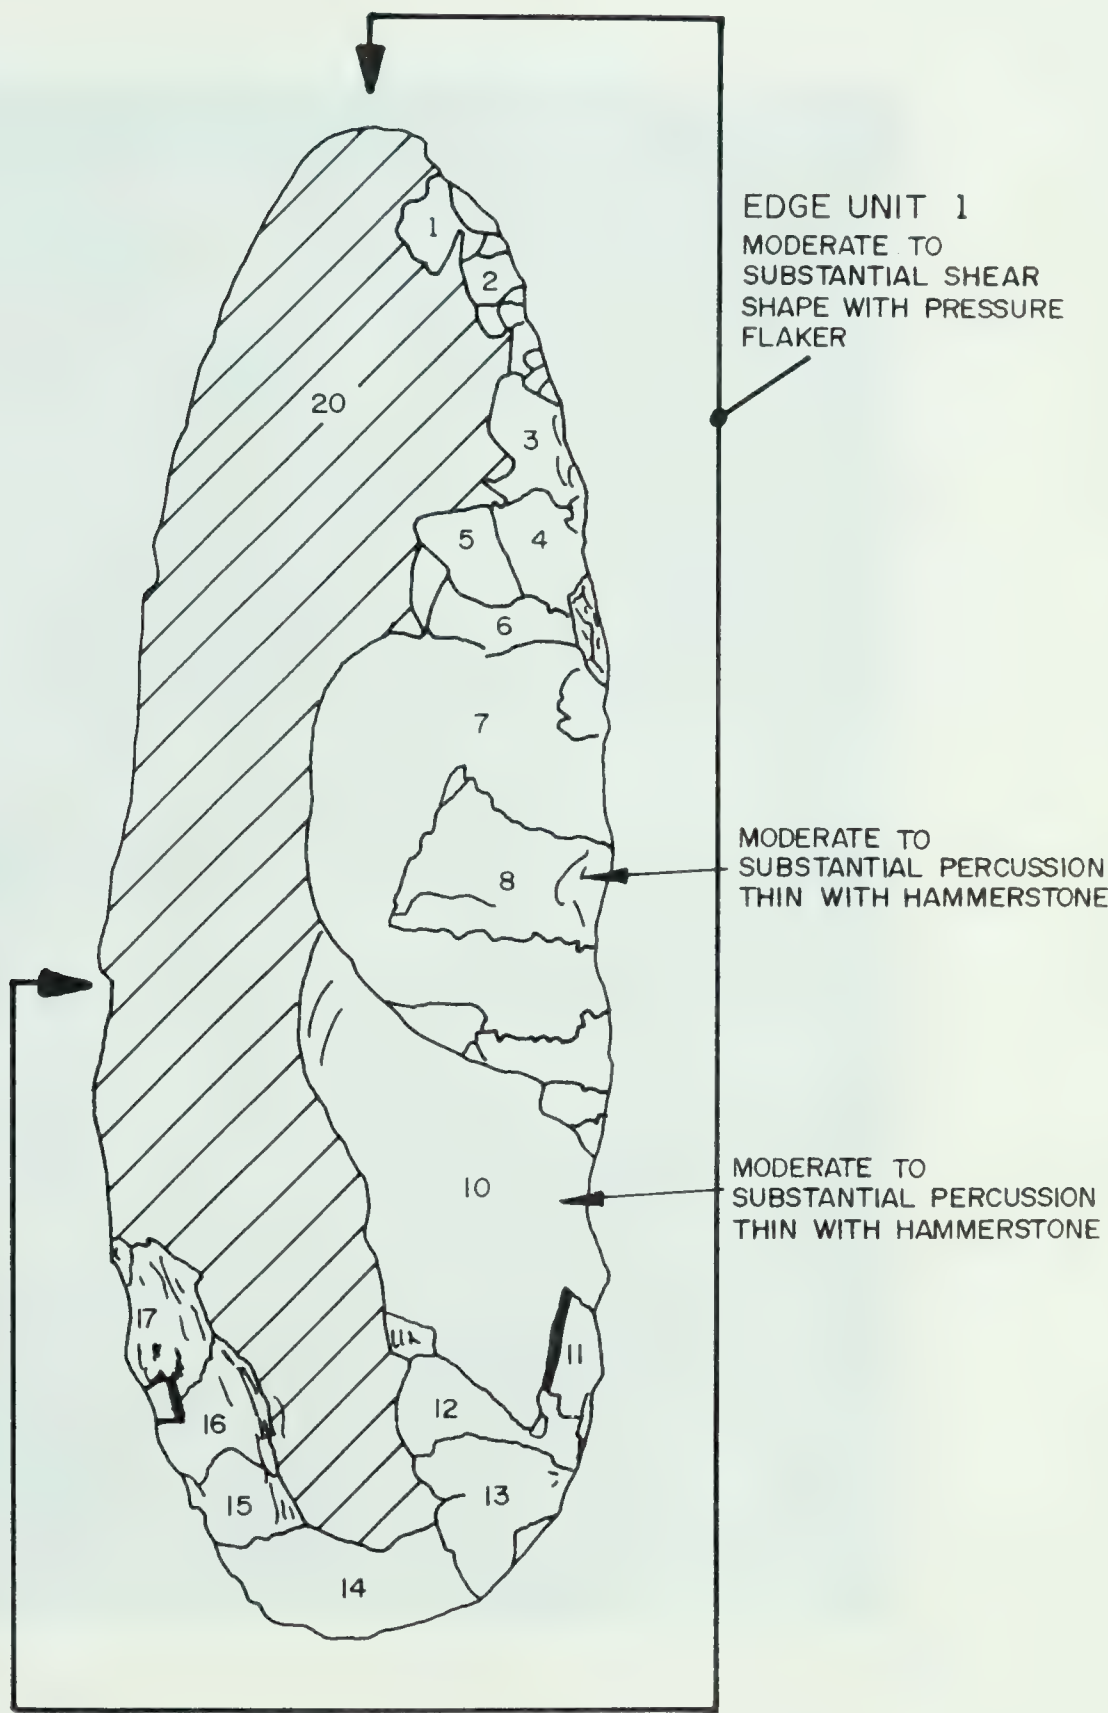 EDGE UNIT 1
MODERATE TO
SUBSTANTIAL SHEAR
SHAPE WITH PRESSURE
FLAKER
1
2
20
3
5
4
6
7
MODERATE TO
SUBSTANTIAL PERCUSSION
THIN WITH HAMMERSTONE
8
10
MODERATE TO
SUBSTANTIAL PERCUSSION
THIN WITH HAMMERSTONE
17
11
12
16
13
15
14